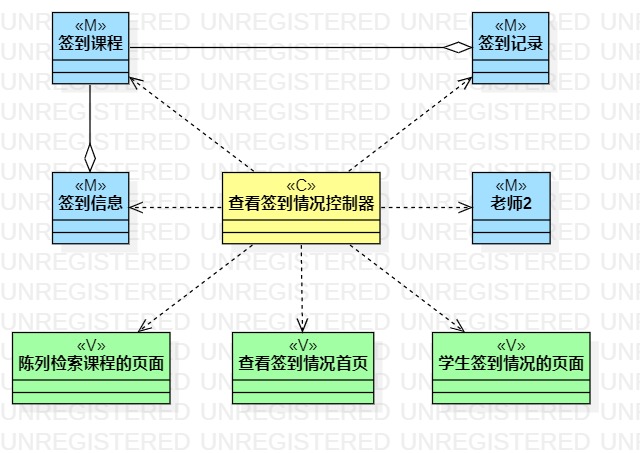 «M»
签到课程
«M»
签到记录
«M»
签到信息
«C»
查看签到情况控制器
«M»
老师2
«V»
陈列检索课程的页面
«V»
查看签到情况首页
«V»
学生签到情况的页面
UNREGISTERED UNREGISTERED UNREGISTERED UNREGISTERED